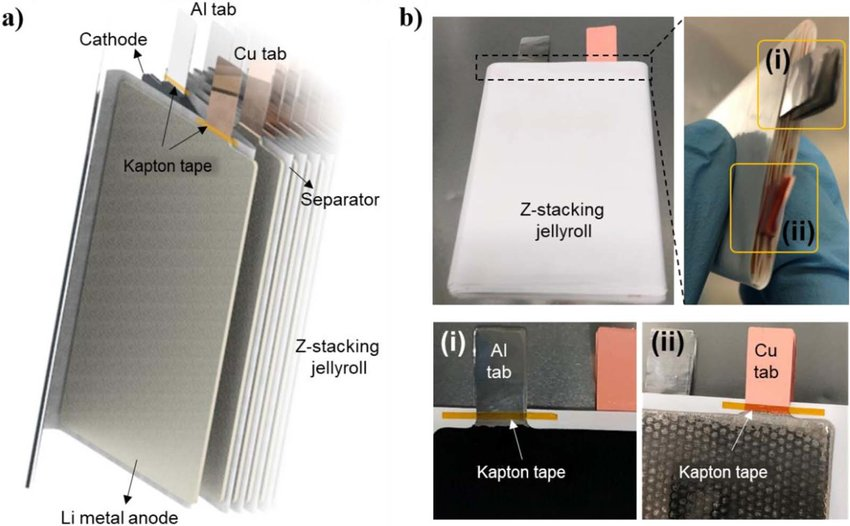 a)
Al tab
Cathode
Cu tab
Kapton tape
Separator
Z-stacking
jellyroll
Li metal anode
b)
Z-stacking
jellyroll
(i)
(ii)
(i)
Al
tab
Kapton tape
(ii)
Cu
tab
Kapton tape